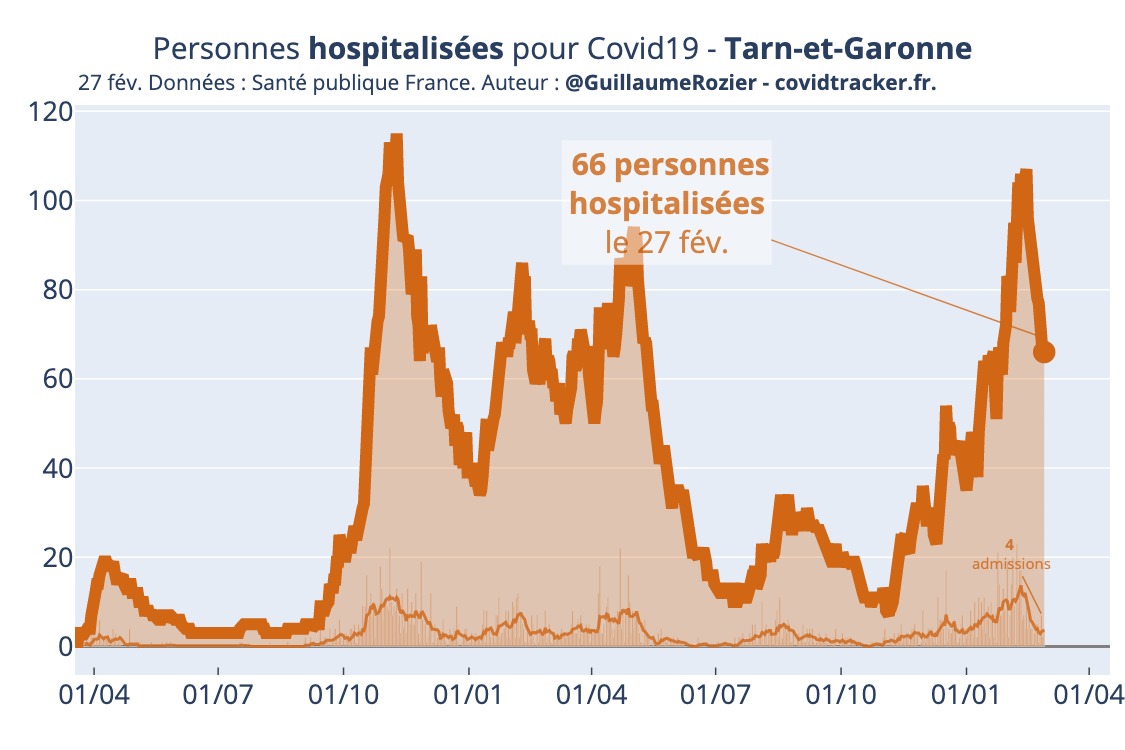 Personnes hospitalisées pour Covid19 - Tarn-et-Garonne
27 fév. Données : Santé publique France. Auteur : @GuillaumeRozier - covidtracker.fr.
120
100
80
60
40
20
0
66 personnes
hospitalisées
le 27 fév.
4
admissions
01/04
01/07
01/10
01/01
01/04
01/07
01/10
01/01
01/04